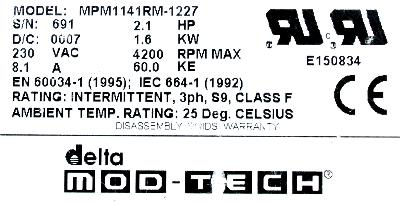 MODEL: MPM1141RM-1227
S/N: 691 2.1 HP
D/C: 0007 1.6 KW
230 VAC 4200 RPM MAX
8.1 A 60.0 KE
EN 60034-1 (1995); IEC 664-1 (1992)
RATING: INTERMITTENT, 3ph, S9, CLASS F
AMBIENT TEMP. RATING: 25 Deg. CELSIUS
DISASSEMBLY VOIDS WARRANTY
E150834
CE
delta
MOD-TECH®